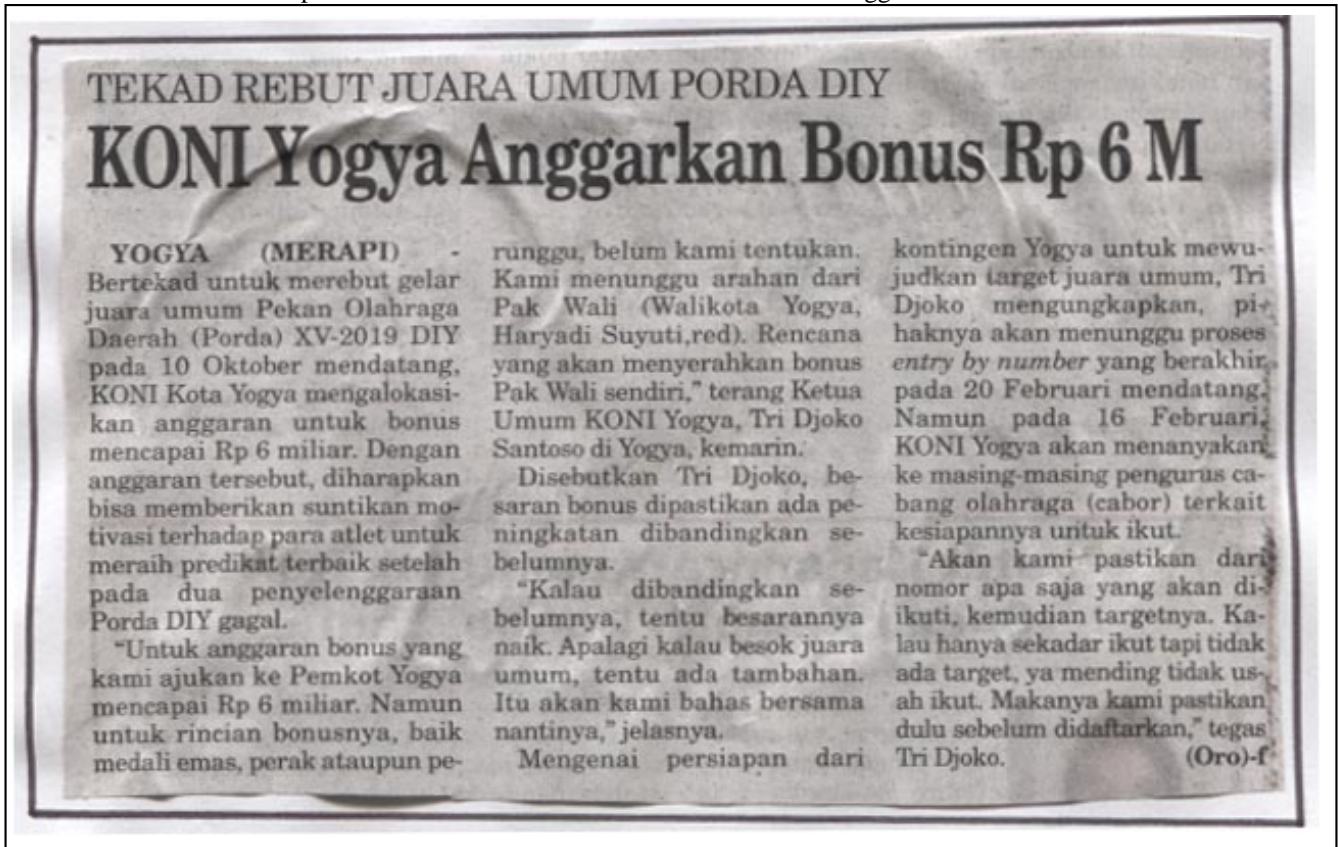 TEKAD REBUT JUARA UMUM PORDA DIY
KONI Yogya Anggarkan Bonus Rp 6 M
YOGYA (MERAPI) -
Bertekad untuk merebut gelar
juara umum Pekan Olahraga
Daerah (Porda) XV-2019 DIY
pada 10 Oktober mendatang,
KONI Kota Yogya mengalokasi-
kan anggaran untuk bonus
mencapai Rp 6 miliar. Dengan
anggaran tersebut, diharapkan
bisa memberikan suntikan mo-
tivasi terhadap para atlet untuk
meraih predikat terbaik setelah
pada dua penyelenggaraan
Porda DIY gagal.
"Untuk anggaran bonus yang
kami ajukan ke Pemkot Yogya
mencapai Rp 6 miliar. Namun
untuk rincian bonusnya, baik
medali emas, perak ataupun pe-
runggu, belum kami tentukan.
Kami menunggu arahan dari
Pak Wali (Walikota Yogya,
Haryadi Suyuti,red). Rencana
yang akan menyerahkan bonus
Pak Wali sendiri," terang Ketua
Umum KONI Yogya, Tri Djoko
Santoso di Yogya, kemarin.
Disebutkan Tri Djoko, be-
saran bonus dipastikan ada pe-
ningkatan dibandingkan se-
belumnya.
"Kalau dibandingkan se-
belumnya, tentu besarannya
naik. Apalagi kalau besok juara
umum, tentu ada tambahan.
Itu akan kami bahas bersama
nantinya," jelasnya.
Mengenai persiapan dari
kontingen Yogya untuk mewu-
judkan target juara umum, Tri
Djoko mengungkapkan, pi-
haknya akan menunggu proses
entry by number yang berakhir
pada 20 Februari mendatang.
Namun pada 16 Februari,
KONI Yogya akan menanyakan
ke masing-masing pengurus ca-
bang olahraga (cabor) terkait
kesiapannya untuk ikut.
"Akan kami pastikan dari
nomor apa saja yang akan di-
ikuti, kemudian targetnya. Ka-
lau hanya sekadar ikut tapi tidak
ada target, ya mending tidak us-
ah ikut. Makanya kami pastikan
dulu sebelum didaftarkan," tegas
Tri Djoko. (Oro)-f